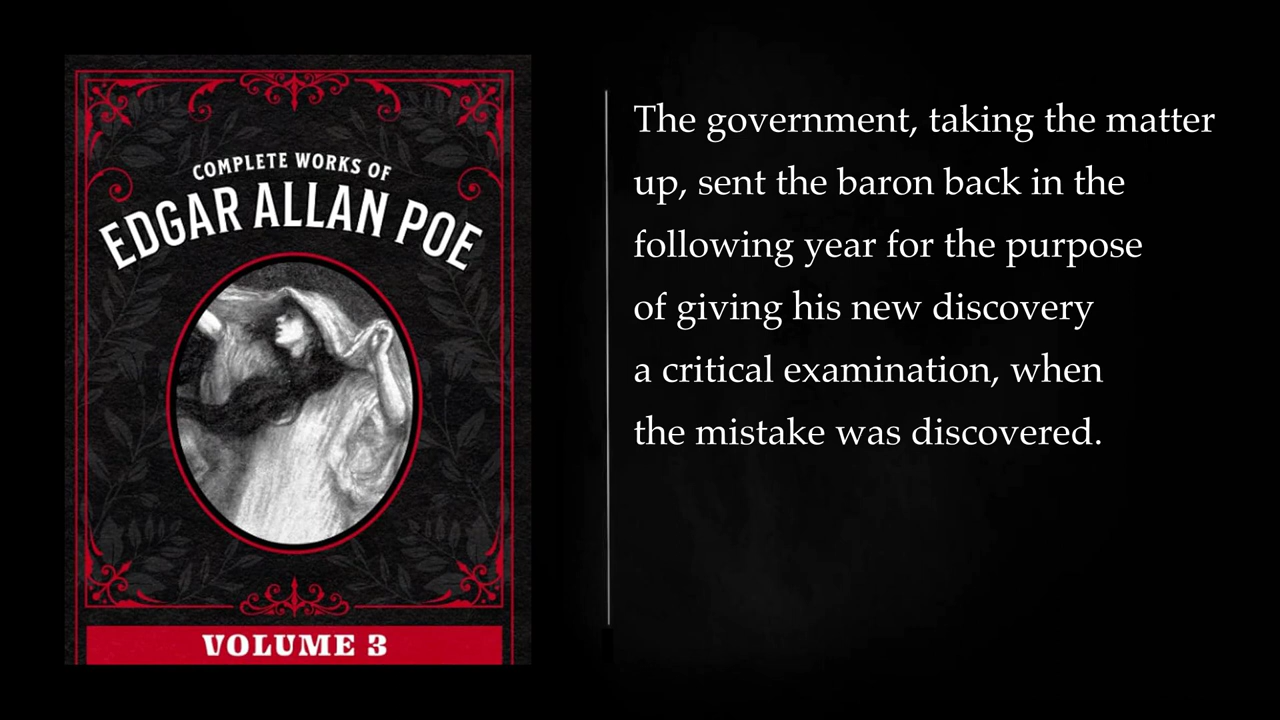 COMPLETE WORKS OF
EDGAR ALLAN POE
VOLUME 3
The government, taking the matter
up, sent the baron back in the
following year for the purpose
of giving his new discovery
a critical examination, when
the mistake was discovered.